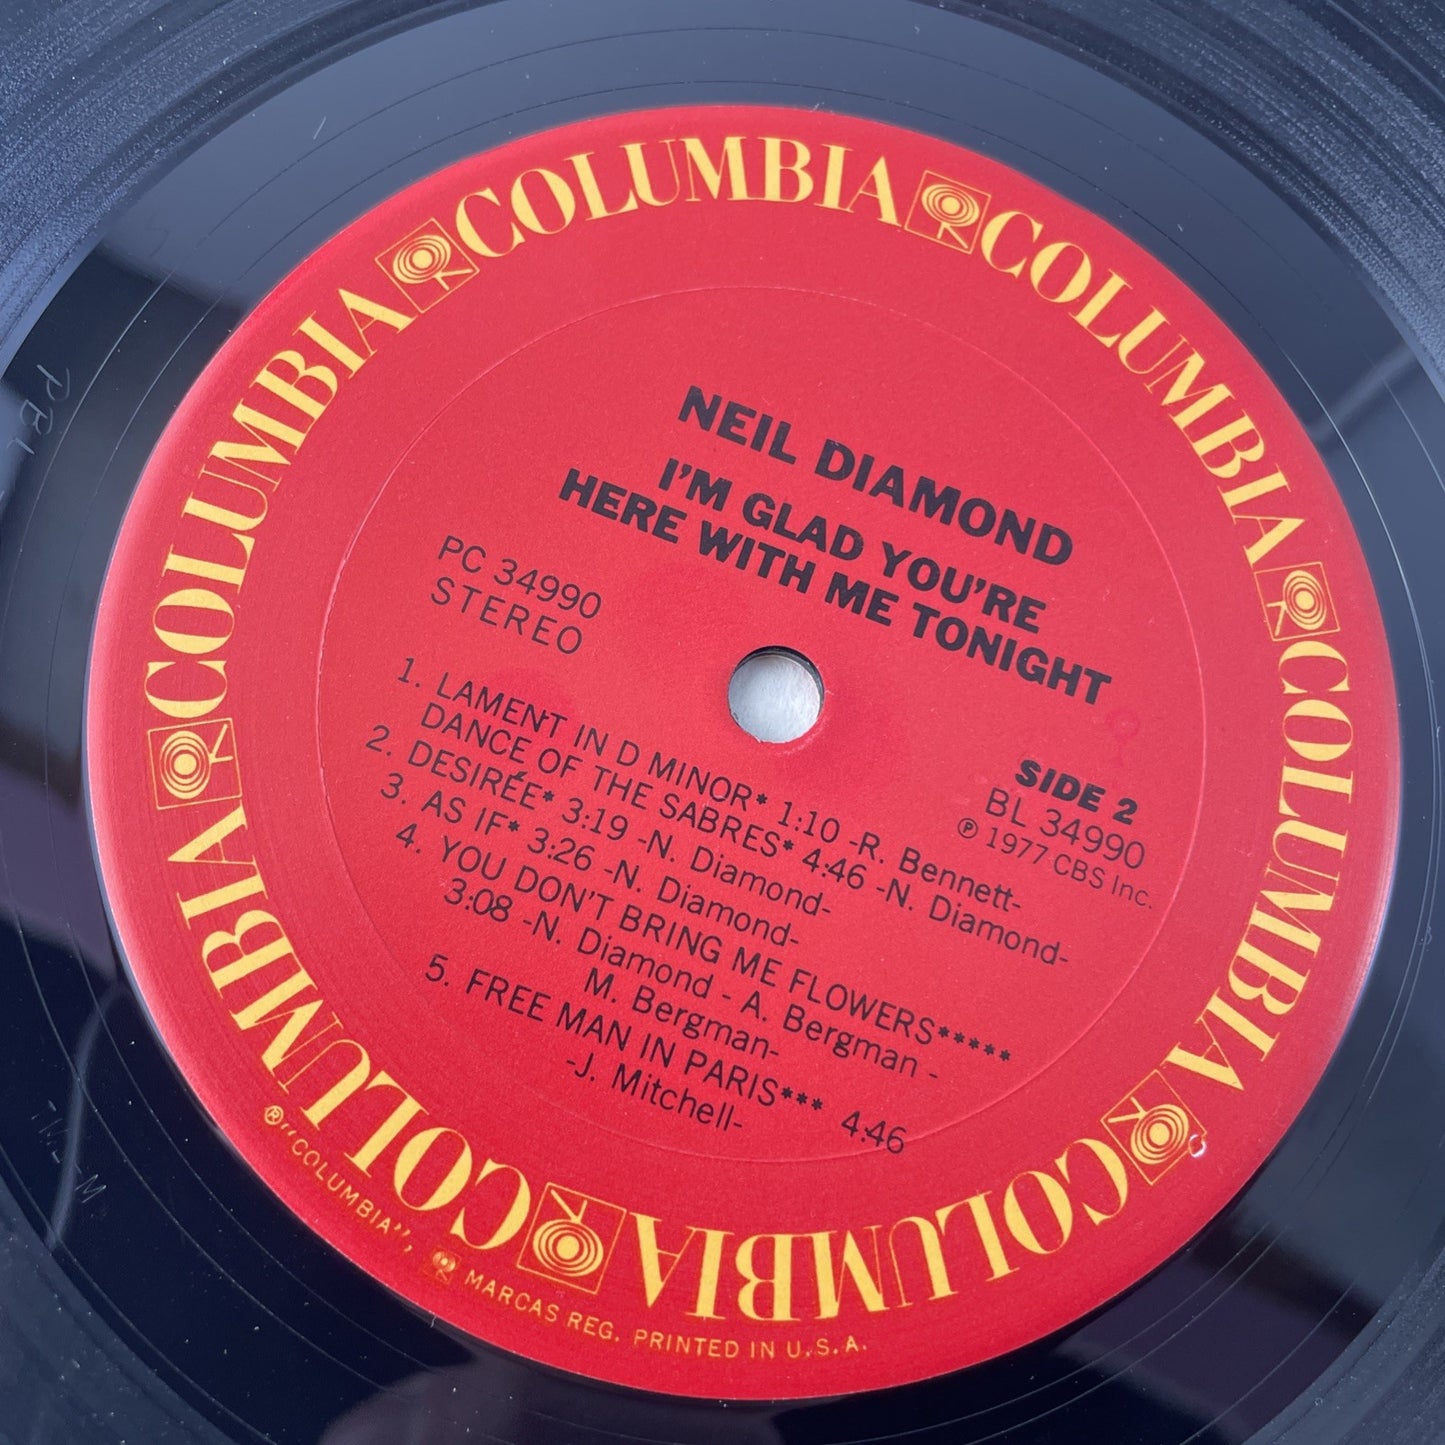 COLUMBIA COLUMBIA COLUMBIA COLUMBIA COLUMBIA COLUMBIA COLUMBIA COLUMBIA
NEIL DIAMOND
I'M GLAD YOU'RE
HERE WITH ME TONIGHT
PC 34990
STEREO
SIDE 2
BL 34990
Ⓟ 1977 CBS Inc.
1. LAMENT IN D MINOR* 1:10 -R. Bennett-
DANCE OF THE SABRES* 4:46 -N. Diamond-
2. DESIRÉE* 3:19 -N. Diamond-
3. AS IF* 3:26 -N. Diamond-
4. YOU DON'T BRING ME FLOWERS*****
3:08 -N. Diamond - A. Bergman -
M. Bergman-
5. FREE MAN IN PARIS*** 4:46
-J. Mitchell-
® "COLUMBIA", MARCAS REG. PRINTED IN U.S.A.